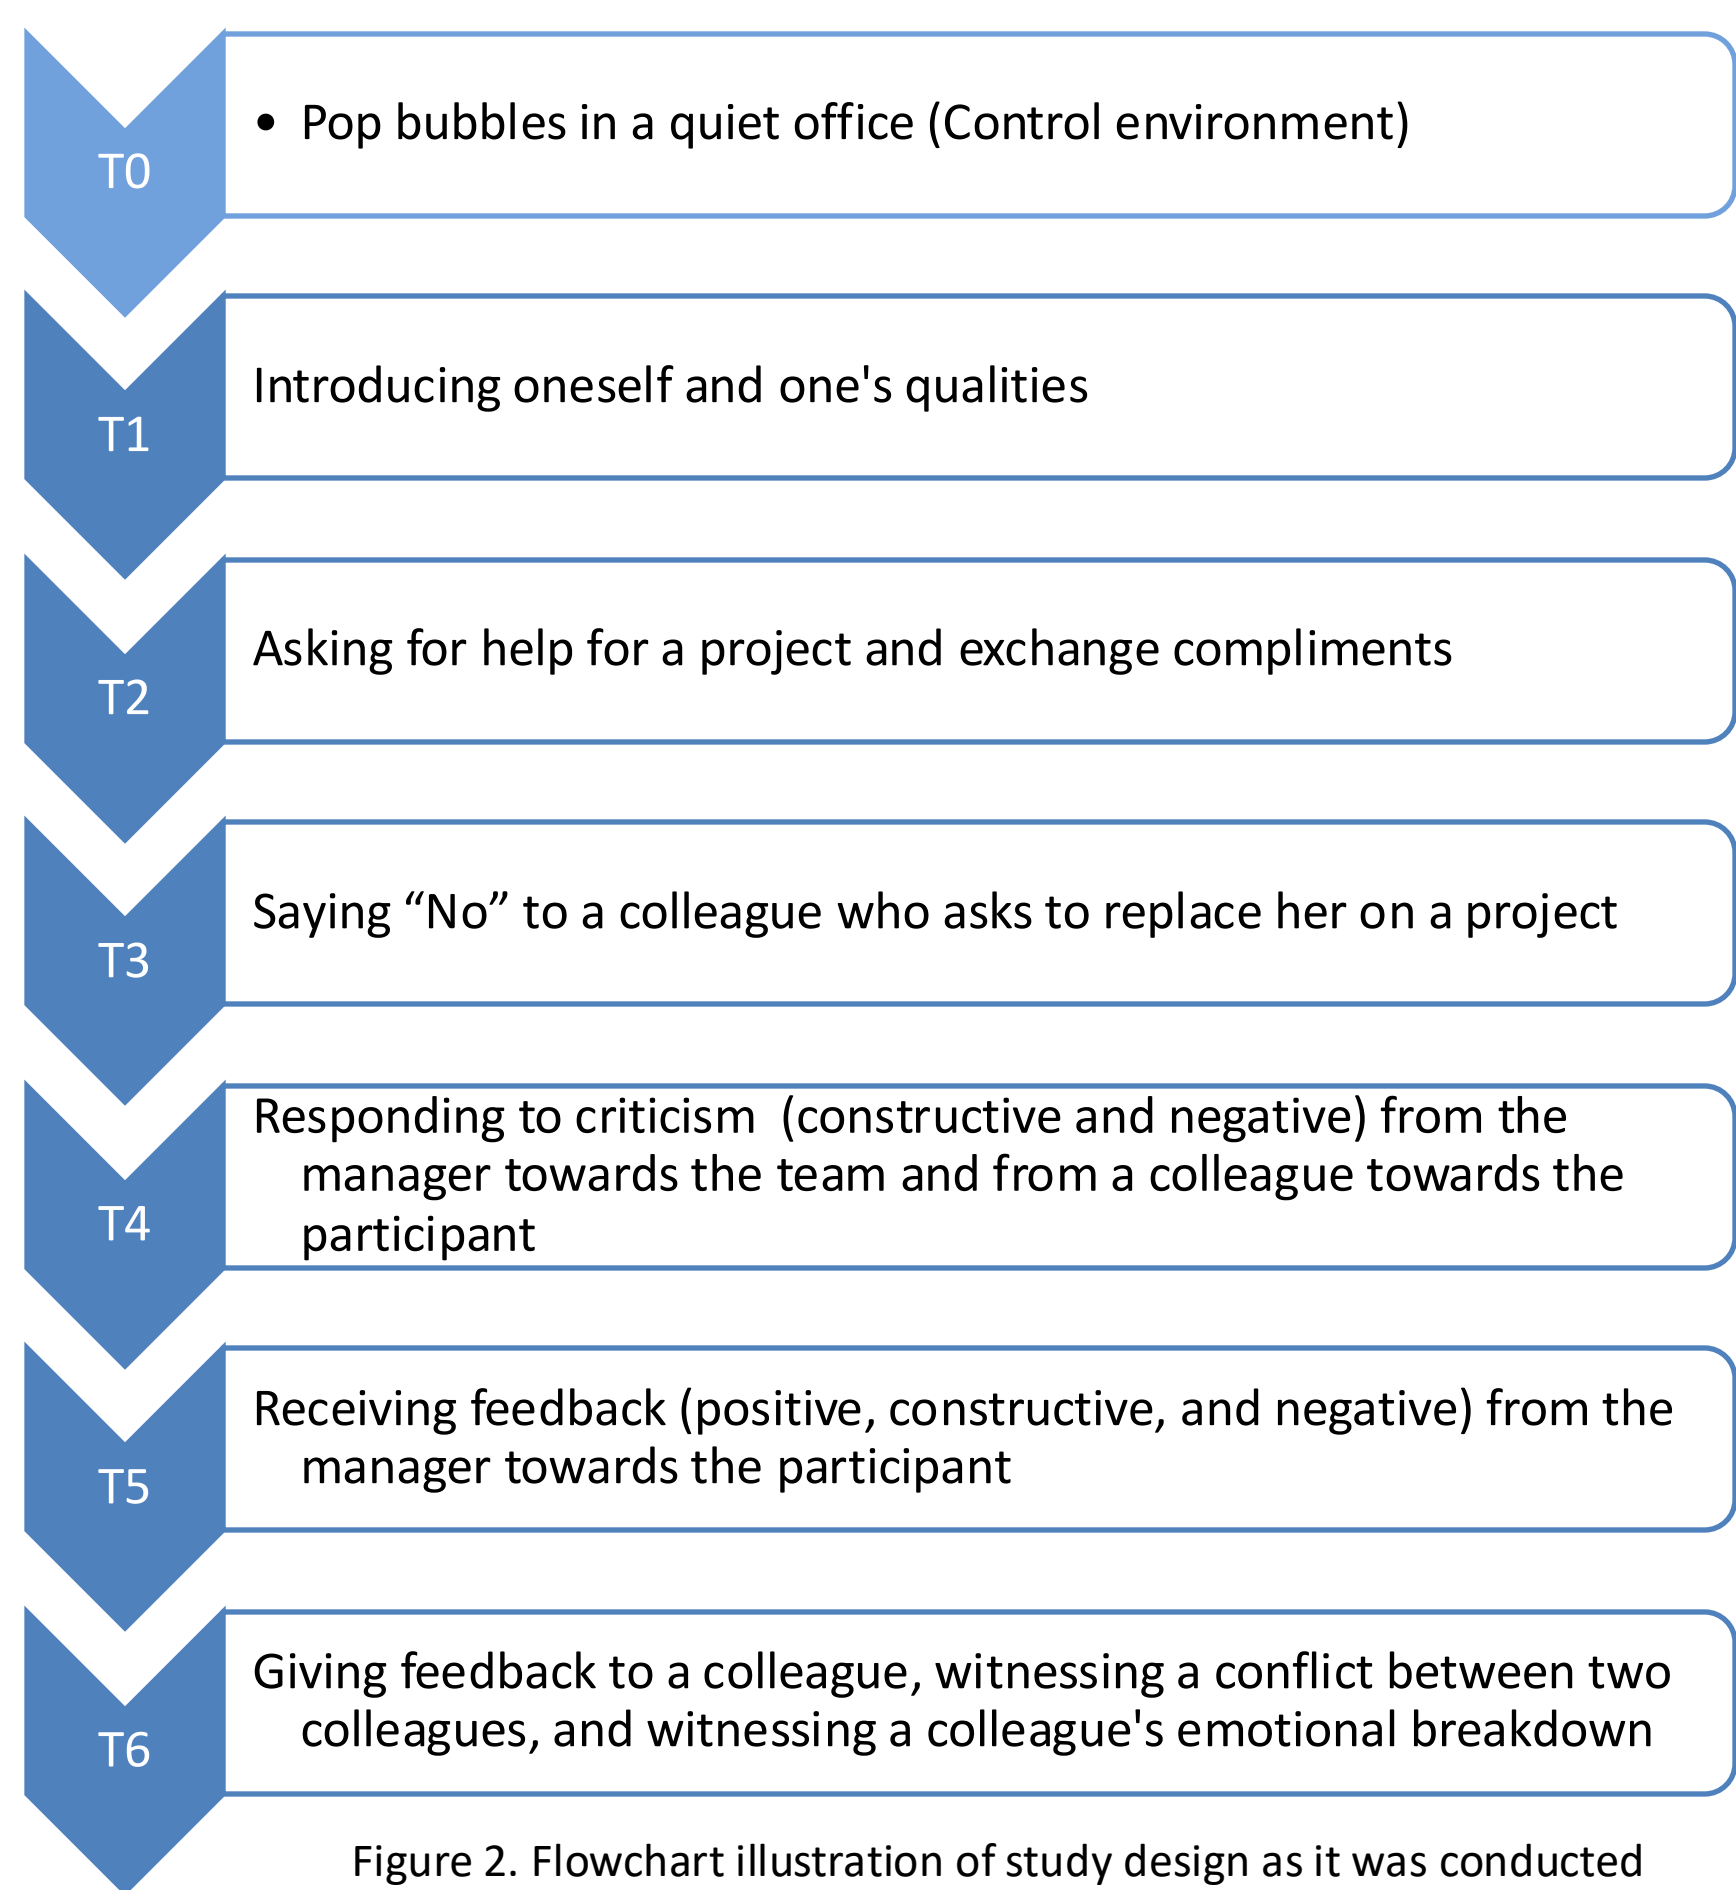 T0
• Pop bubbles in a quiet office (Control environment)
T1
Introducing oneself and one's qualities
T2
Asking for help for a project and exchange compliments
T3
Saying “No” to a colleague who asks to replace her on a project
T4
Responding to criticism  (constructive and negative) from the
manager towards the team and from a colleague towards the
participant
T5
Receiving feedback (positive, constructive, and negative) from the
manager towards the participant
T6
Giving feedback to a colleague, witnessing a conflict between two
colleagues, and witnessing a colleague's emotional breakdown
Figure 2. Flowchart illustration of study design as it was conducted